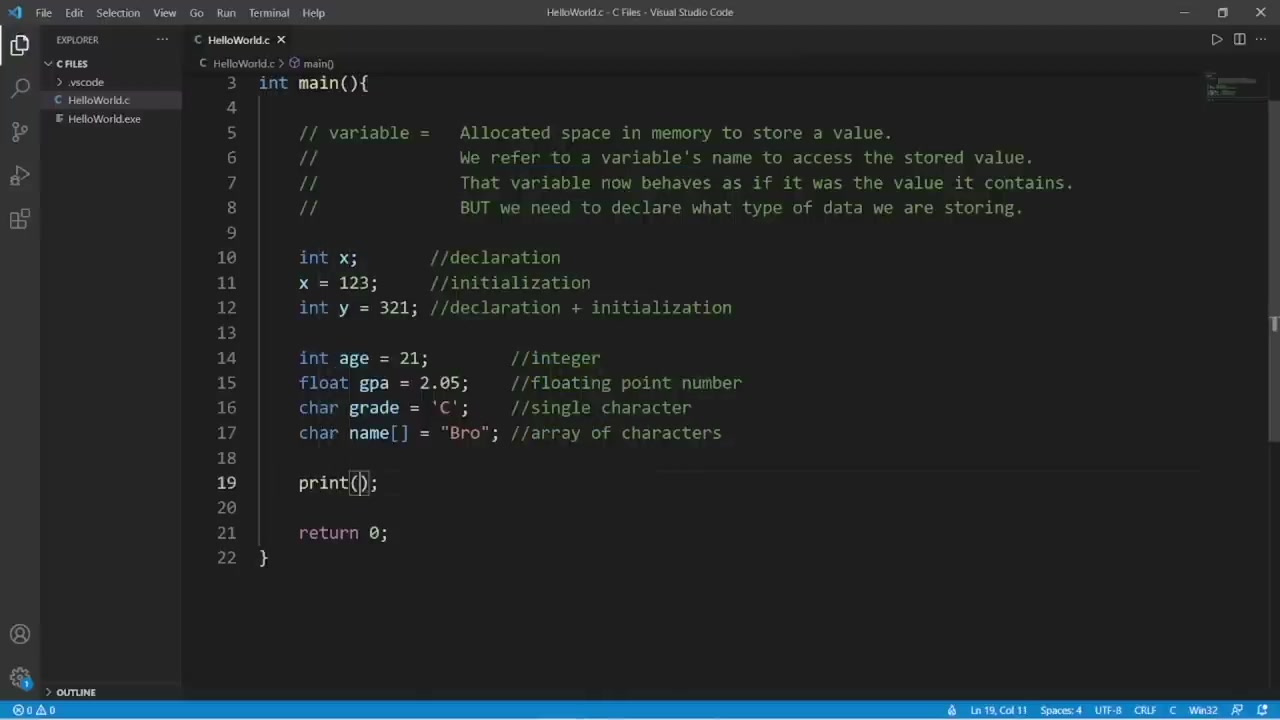 File Edit Selection View Go Run Terminal Help HelloWorld.c - C Files - Visual Studio Code
EXPLORER ··· C HelloWorld.c ×
C FILES
> .vscode
C HelloWorld.c
HelloWorld.exe
OUTLINE
C HelloWorld.c > main()
3 int main(){
4
5 // variable = Allocated space in memory to store a value.
6 // We refer to a variable's name to access the stored value.
7 // That variable now behaves as if it was the value it contains.
8 // BUT we need to declare what type of data we are storing.
9
10 int x; //declaration
11 x = 123; //initialization
12 int y = 321; //declaration + initialization
13
14 int age = 21; //integer
15 float gpa = 2.05; //floating point number
16 char grade = 'C'; //single character
17 char name[] = "Bro"; //array of characters
18
19 print();
20
21 return 0;
22 }
1
0 0 Ln 19, Col 11 Spaces: 4 UTF-8 CRLF C Win32